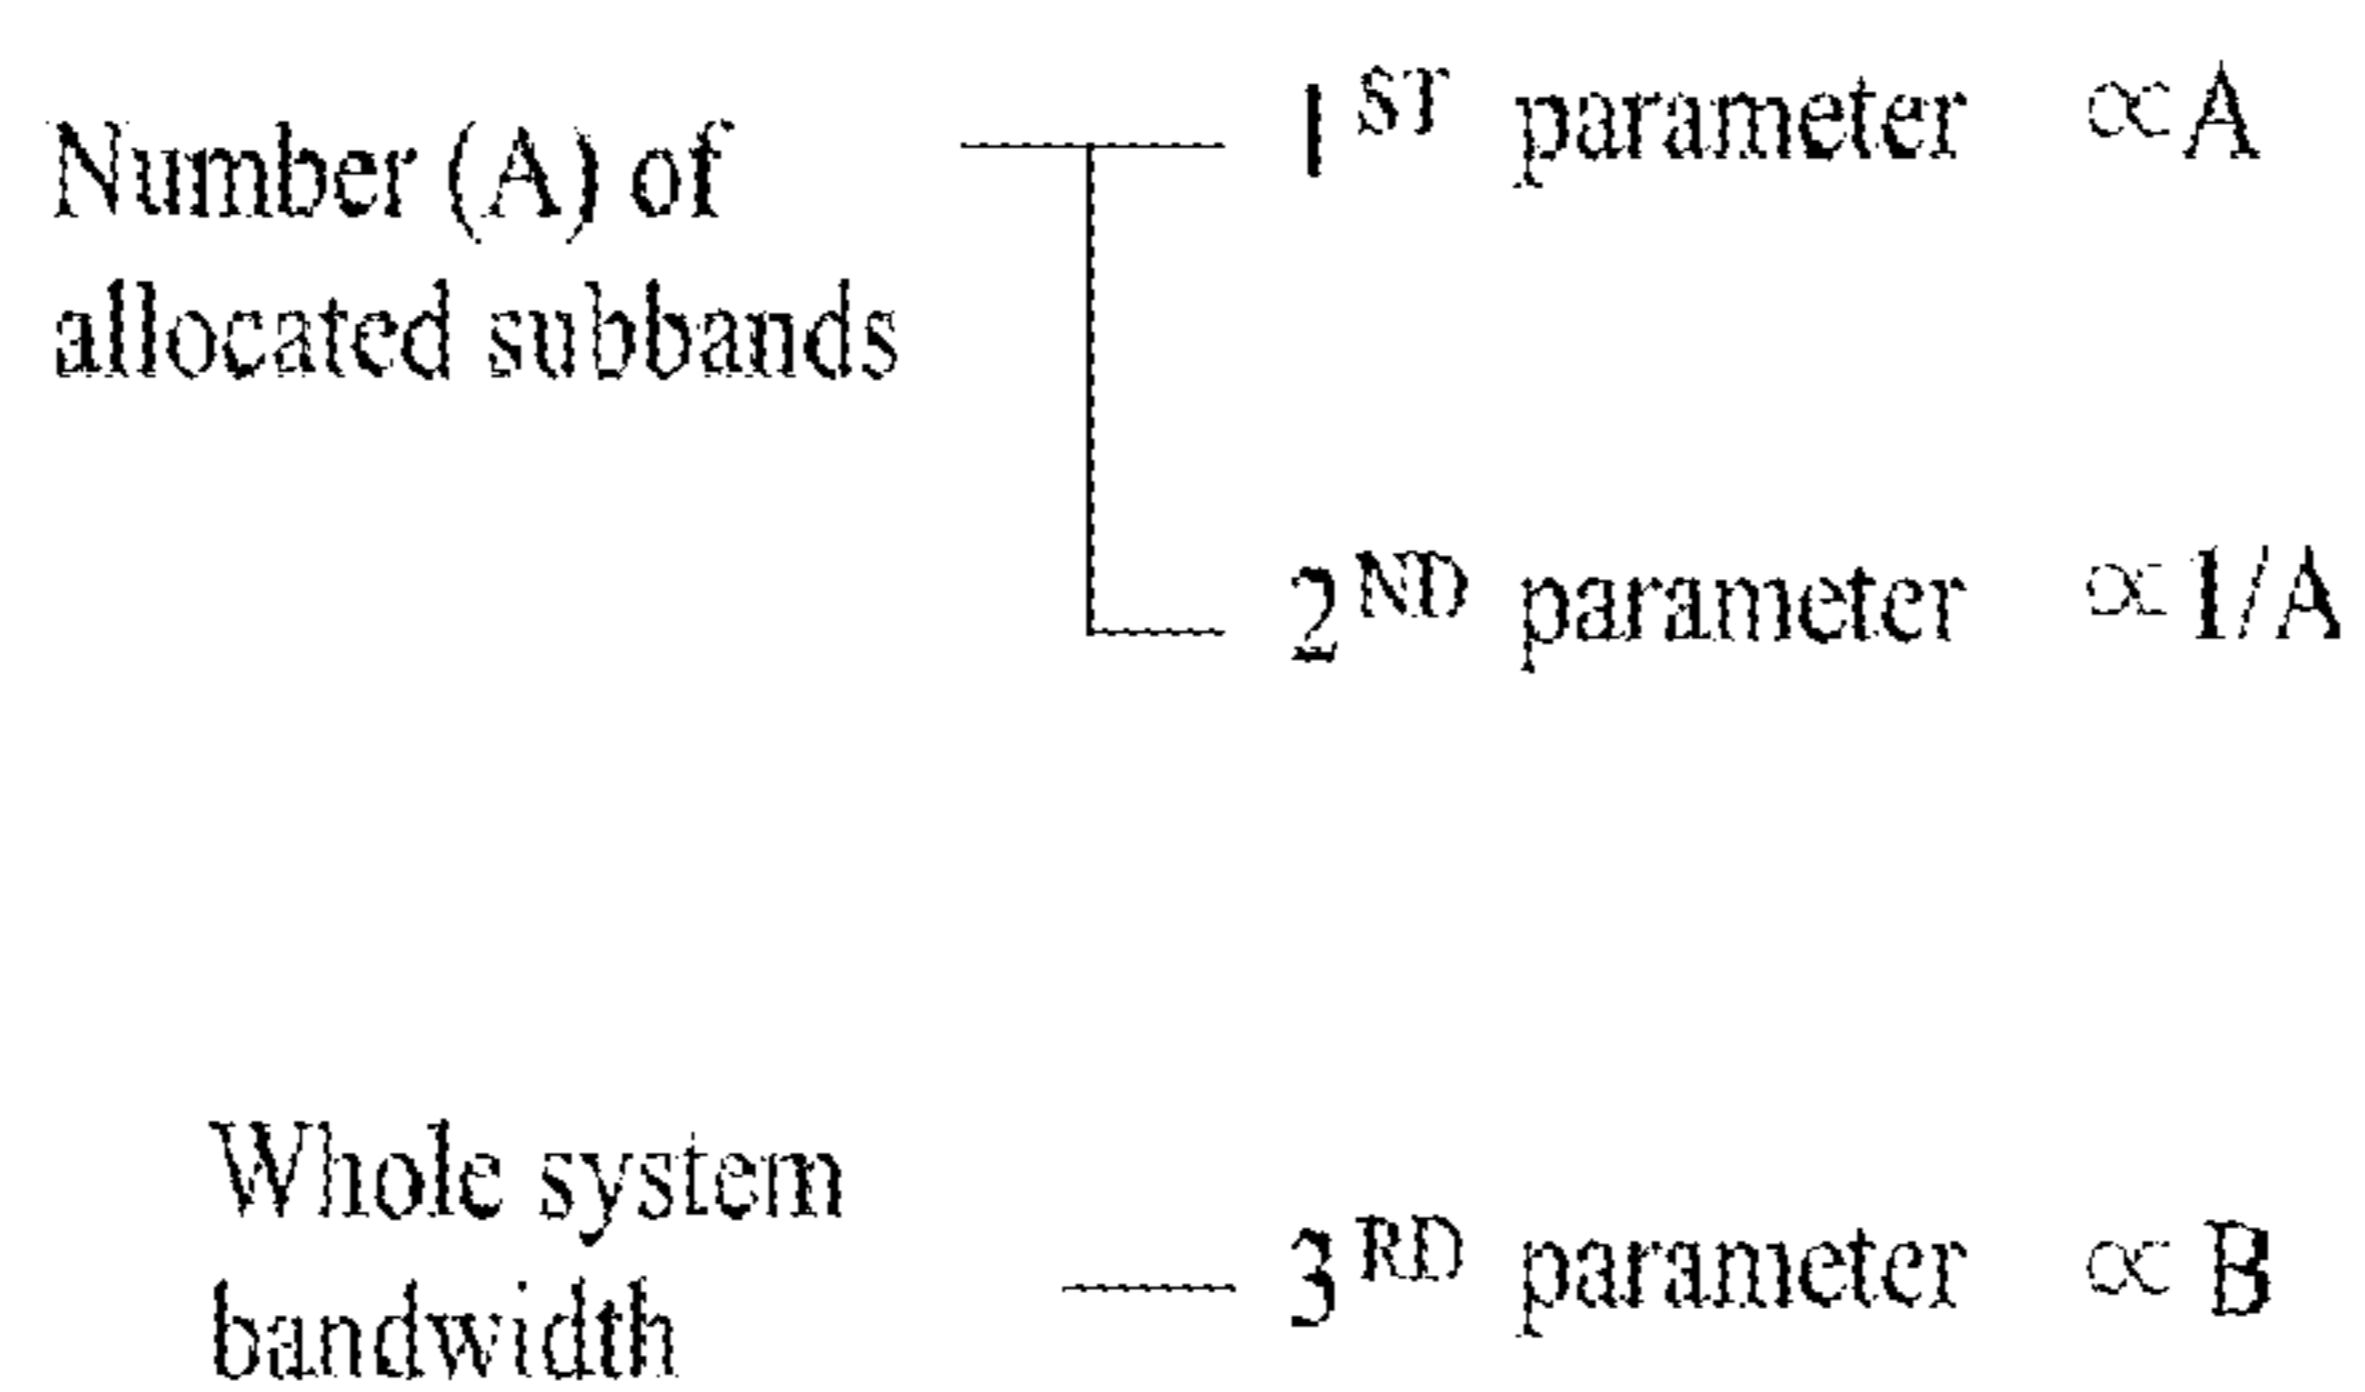 Number (A) of
allocated subbands
1ST parameter ∝A
2ND parameter ∝1/A
Whole system
bandwidth
3RD parameter ∝ B